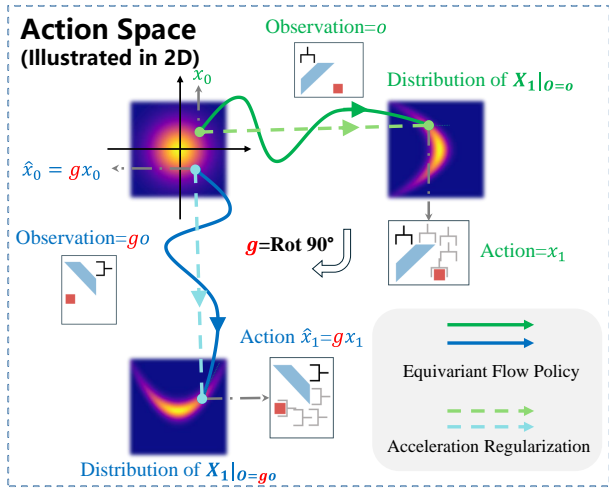 Action Space
(Illustrated in 2D)
Observation=o
x₀
Distribution of X₁|O=o
x̂₀ = gx₀
Observation=go
g=Rot 90°
Action=x₁
Action x̂₁=gx₁
Equivariant Flow Policy
Acceleration Regularization
Distribution of X₁|O=go